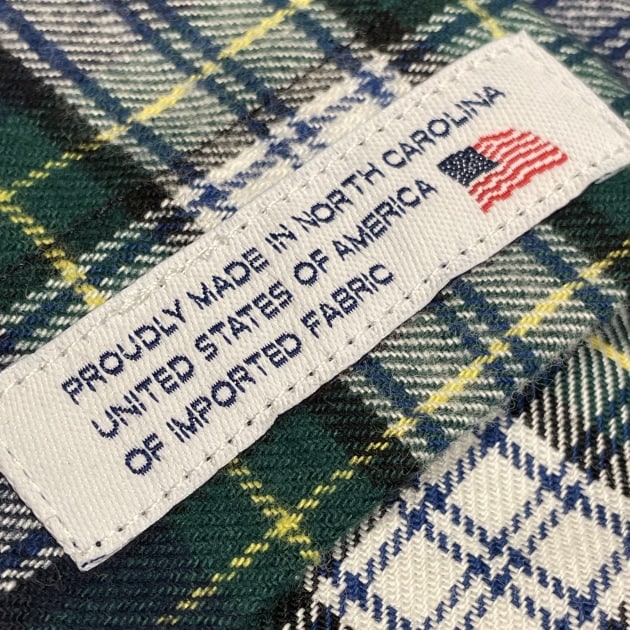 PROUDLY MADE IN NORTH CAROLINA
UNITED STATES OF AMERICA
OF IMPORTED FABRIC